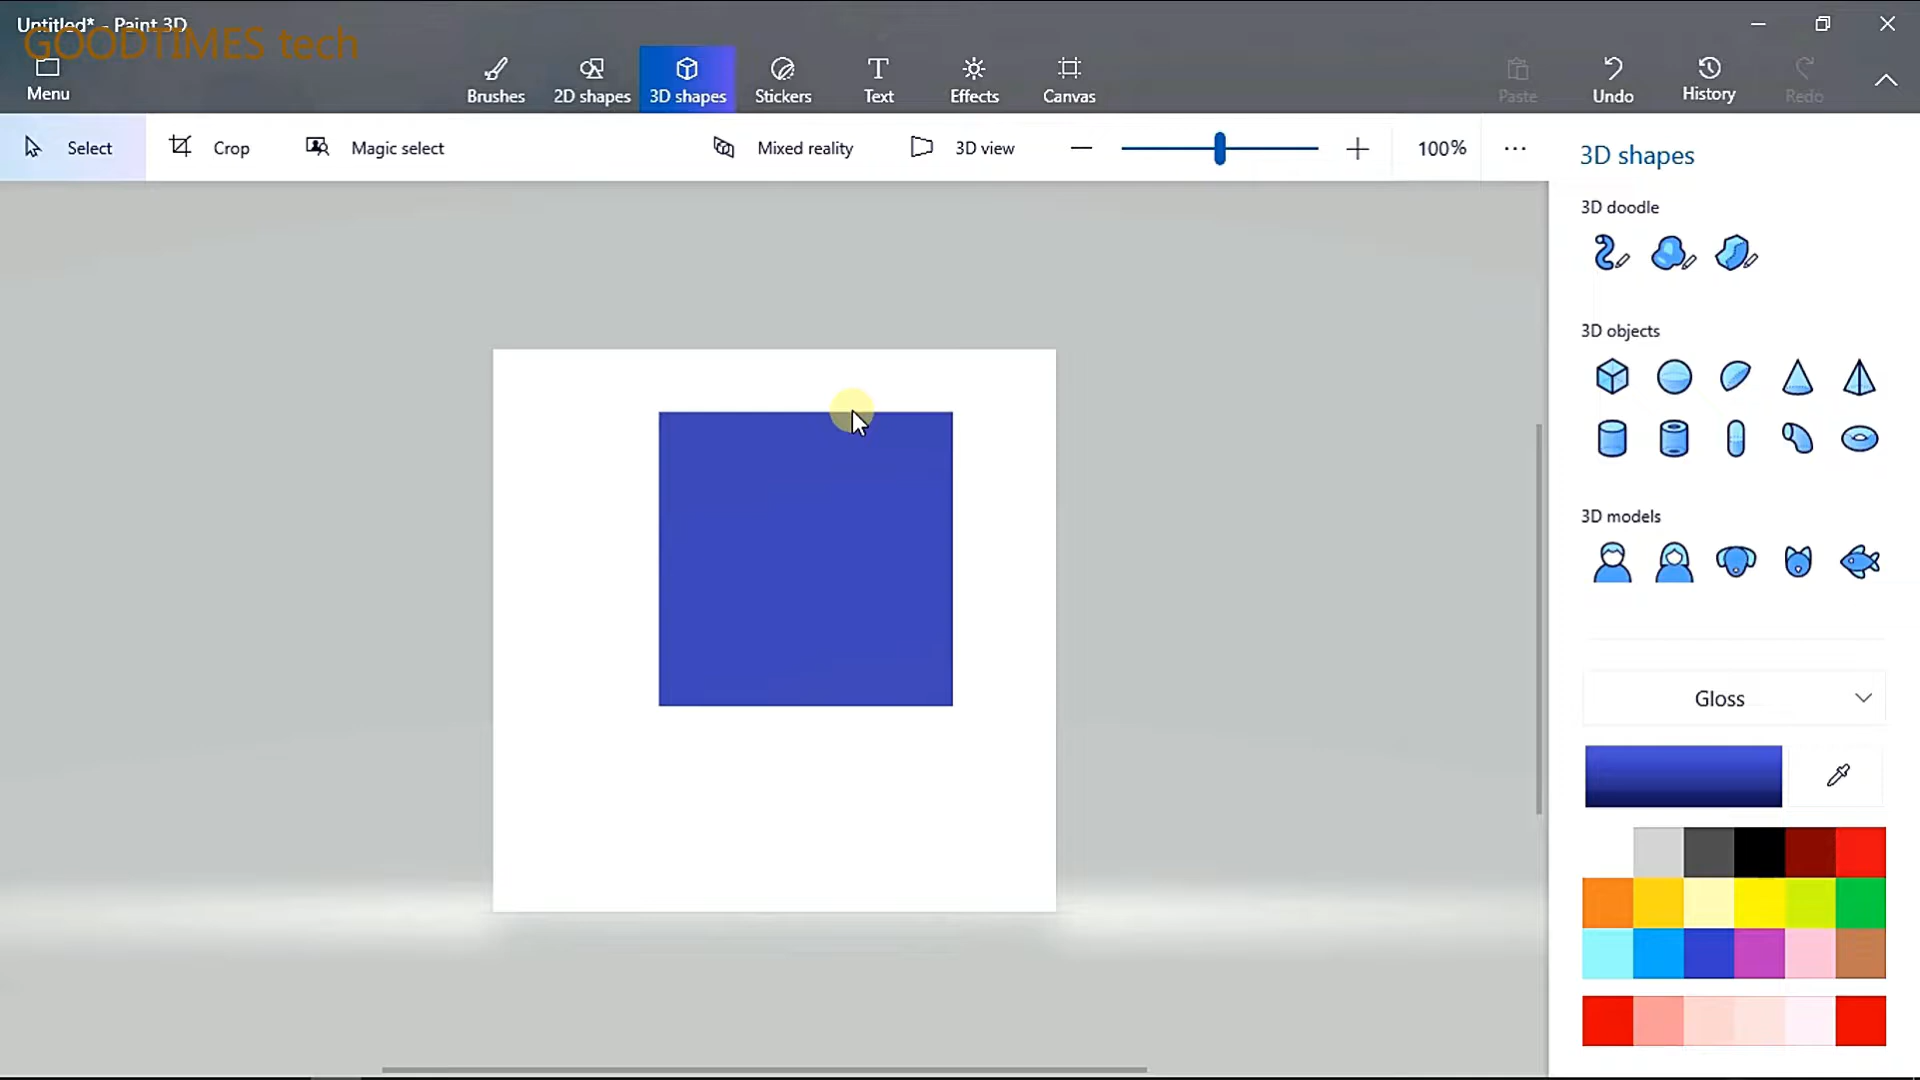 Untitled* - Paint 3D
GOODTIMES tech
Menu
Brushes
2D shapes
3D shapes
Stickers
Text
Effects
Canvas
Paste
Undo
History
Redo
Select
Crop
Magic select
Mixed reality
3D view
100%
3D shapes
3D doodle
3D objects
3D models
Gloss